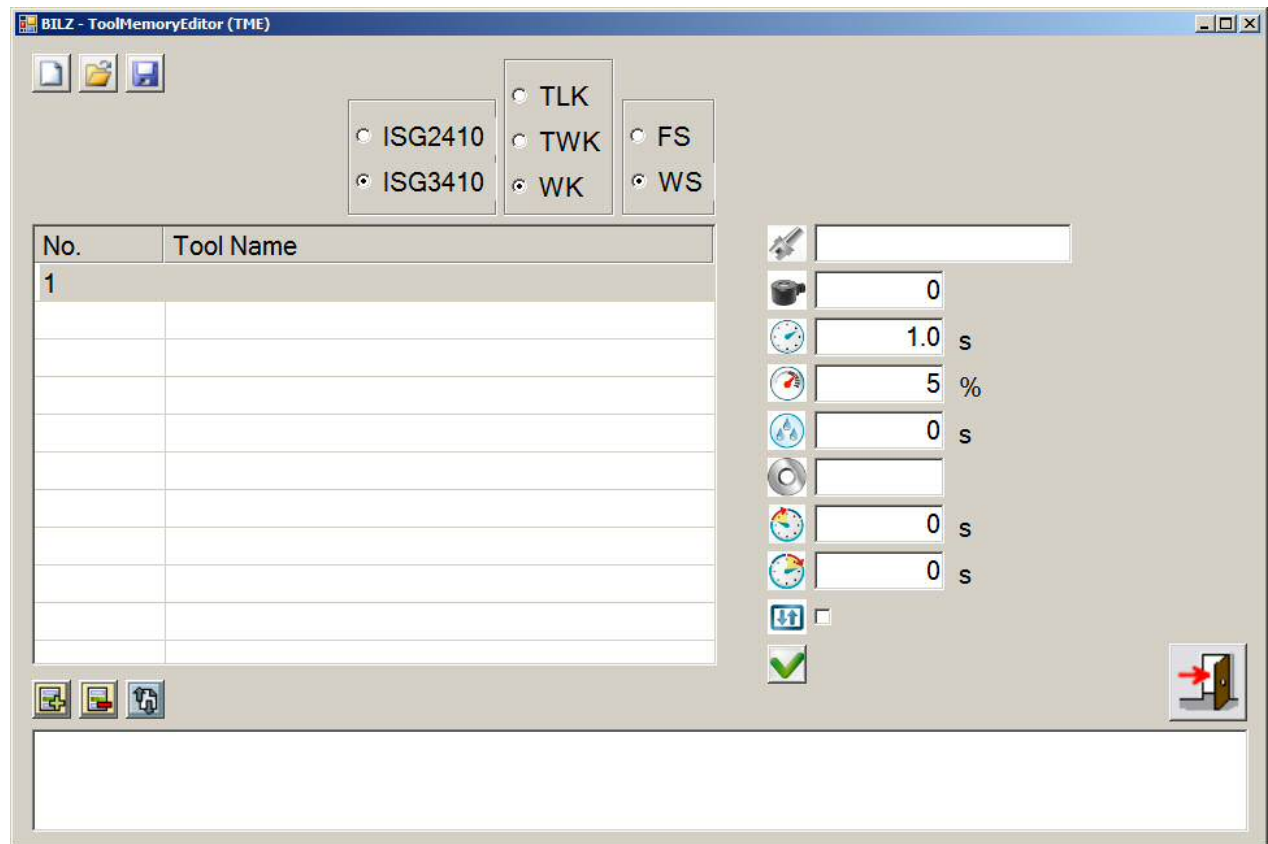 BILZ - ToolMemoryEditor (TME)
TLK
ISG2410
TWK
FS
ISG3410
WK
WS
No. Tool Name
1
0
1.0 s
5 %
0 s
0 s
0 s